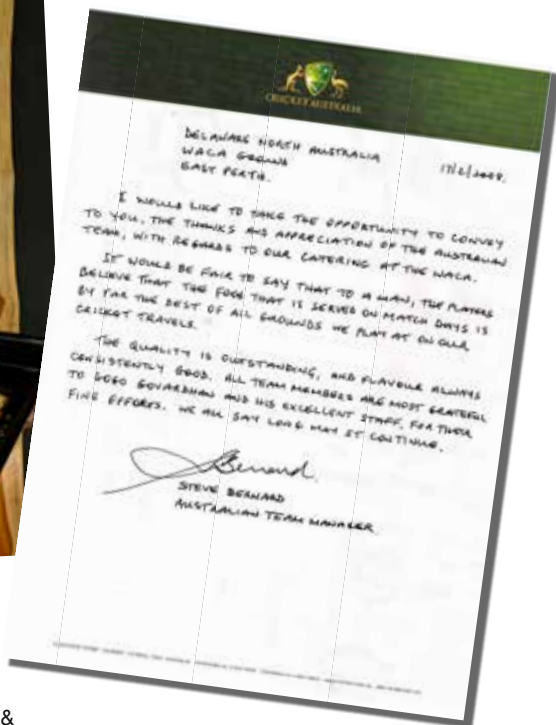 CRICKET AUSTRALIA
DELAWARE NORTH AUSTRALIA
WACA GROUND
EAST PERTH.
17/12/2008.
I WOULD LIKE TO TAKE THE OPPORTUNITY TO CONVEY
TO YOU, THE THANKS AND APPRECIATION OF THE AUSTRALIAN
TEAM, WITH REGARDS TO OUR CATERING AT THE WACA.
IT WOULD BE FAIR TO SAY THAT TO A MAN, THE PLAYERS
BELIEVE THAT THE FOOD THAT IS SERVED ON MATCH DAYS IS
BY FAR THE BEST OF ALL GROUNDS WE PLAY AT ON OUR
CRICKET TRAVELS.
THE QUALITY IS OUTSTANDING, AND FLAVOUR ALWAYS
CONSISTENTLY GOOD. ALL TEAM MEMBERS ARE MOST GRATEFUL
TO GOGO GOVARDHAN AND HIS EXCELLENT STAFF, FOR THEIR
FINE EFFORTS. WE ALL SAY LONG MAY IT CONTINUE.
SBernard.
STEVE BERNARD
AUSTRALIAN TEAM MANAGER.
&